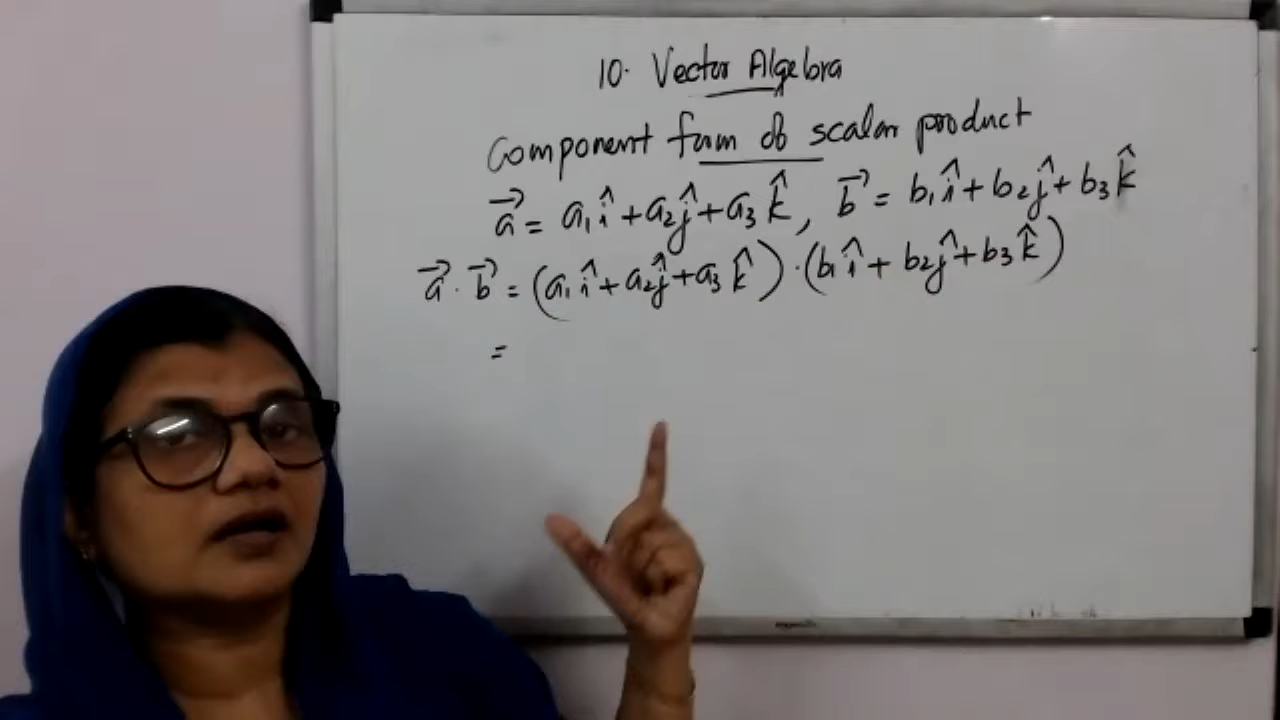 10. Vector Algebra
Component form of scalar product
a⃗ = a₁î + a₂ĵ + a₃k̂, b⃗ = b₁î + b₂ĵ + b₃k̂
a⃗ . b⃗ = (a₁î + a₂ĵ + a₃k̂) . (b₁î + b₂ĵ + b₃k̂)
=